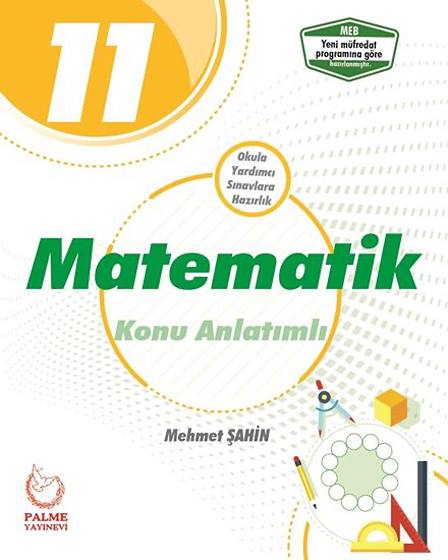 11
MEB
Yeni müfredat
programına göre
hazırlanmıştır.
Okula
Yardımcı
Sınavlara
Hazırlık
Matematik
Konu Anlatımlı
Mehmet ŞAHİN
PALME
YAYINEVİ